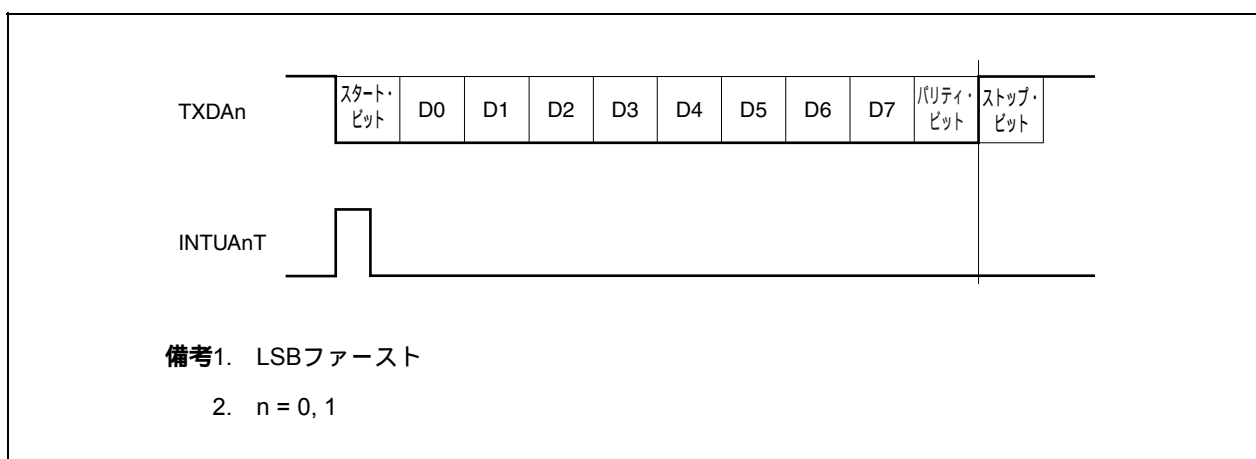 TXDAn スタート・ビット D0 D1 D2 D3 D4 D5 D6 D7 パリティ・ビット ストップ・ビット
INTUAnT
備考1. LSBファースト
2. n = 0, 1